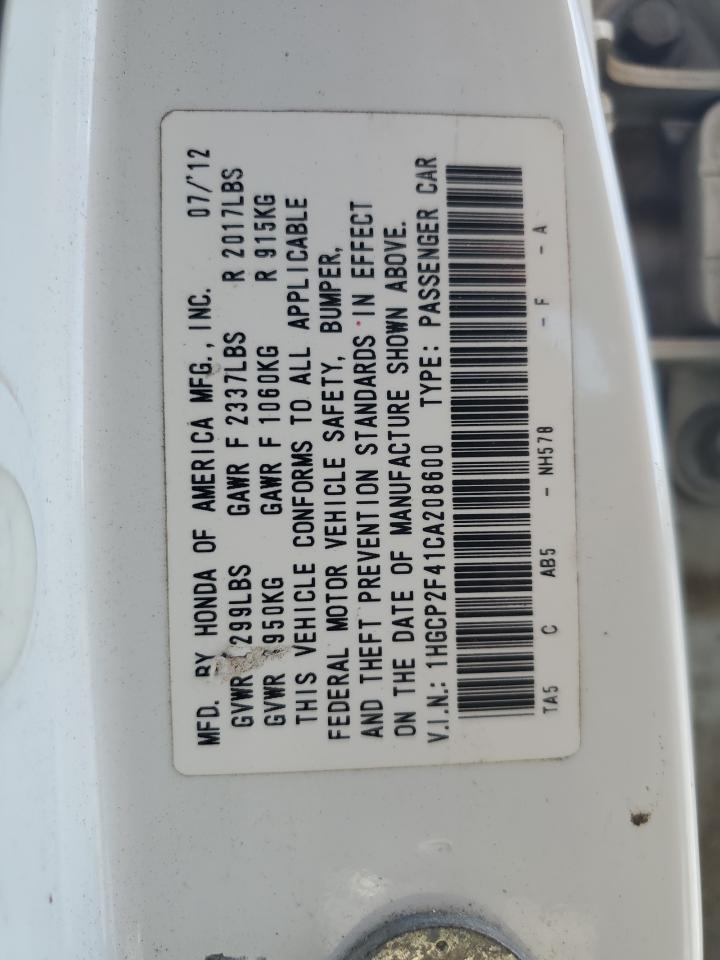 MFD. BY HONDA OF AMERICA MFG., INC. 07/'12
GVWR 299LBS GAWR F 2337LBS R 2017LBS
GVWR 950KG GAWR F 1060KG R 915KG
THIS VEHICLE CONFORMS TO ALL APPLICABLE
FEDERAL MOTOR VEHICLE SAFETY, BUMPER,
AND THEFT PREVENTION STANDARDS IN EFFECT
ON THE DATE OF MANUFACTURE SHOWN ABOVE.
V.I.N.: 1HGCP2F41CA208600 TYPE: PASSENGER CAR
TA5 C AB5 - NH578 - F - A